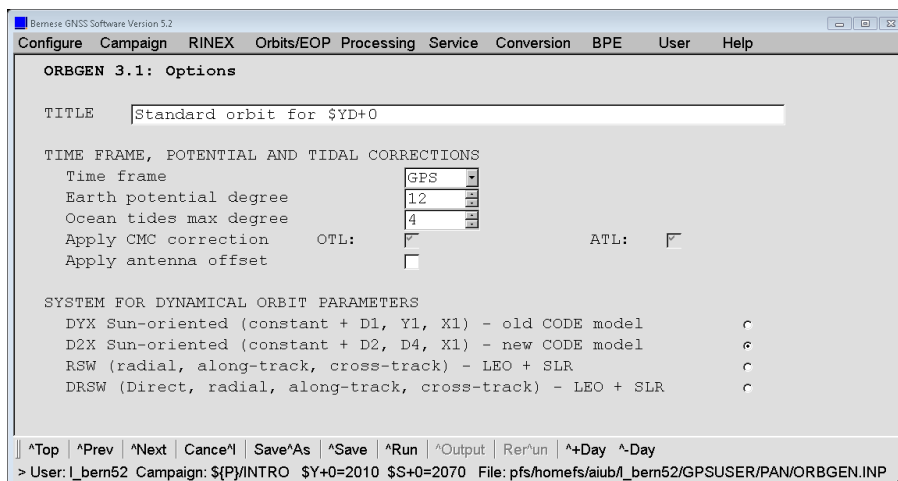 Bernese GNSS Software Version 5.2
Configure Campaign RINEX Orbits/EOP Processing Service Conversion BPE User Help
ORBGEN 3.1: Options
TITLE Standard orbit for $YD+0
TIME FRAME, POTENTIAL AND TIDAL CORRECTIONS
Time frame GPS
Earth potential degree 12
Ocean tides max degree 4
Apply CMC correction OTL: ATL:
Apply antenna offset
SYSTEM FOR DYNAMICAL ORBIT PARAMETERS
DYX Sun-oriented (constant + D1, Y1, X1) - old CODE model
D2X Sun-oriented (constant + D2, D4, X1) - new CODE model
RSW (radial, along-track, cross-track) - LEO + SLR
DRSW (Direct, radial, along-track, cross-track) - LEO + SLR
^Top | ^Prev | ^Next | Cance^l | Save^As | ^Save | ^Run | ^Output | Rer^un | ^+Day ^-Day
> User: l_bern52 Campaign: ${P}/INTRO $Y+0=2010 $S+0=2070 File: pfs/homefs/aiub/l_bern52/GPSUSER/PAN/ORBGEN.INP